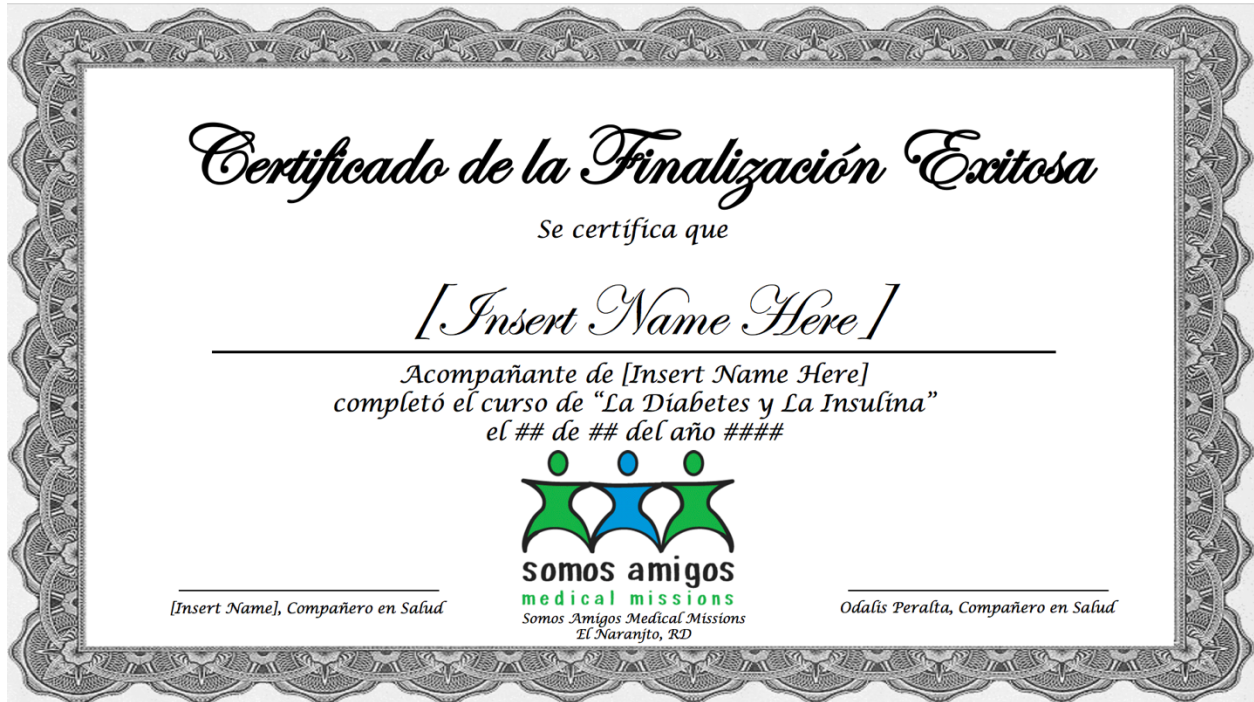 Certificado de la Finalización Exitosa
Se certifica que
[Insert Name Here]
Acompañante de [Insert Name Here]
completó el curso de “La Diabetes y La Insulina”
el ## de ## del año ####
somos amigos
medical missions
Somos Amigos Medical Missions
El Naranjito, RD
[Insert Name], Compañero en Salud
Odalis Peralta, Compañero en Salud